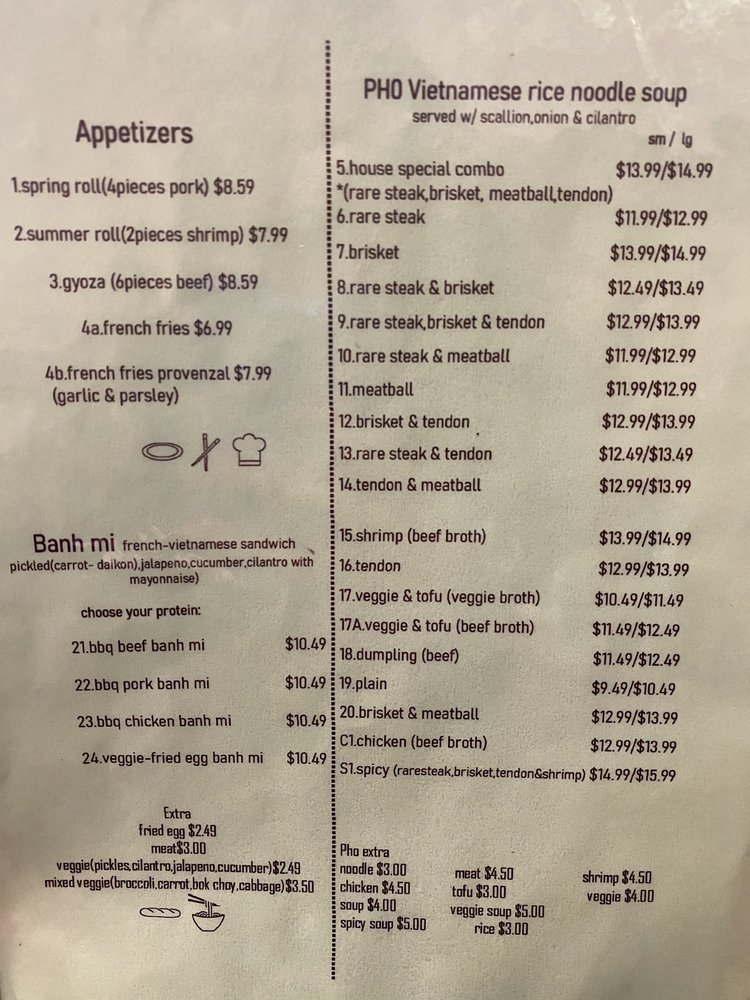 Appetizers
1.spring roll(4pieces pork) $8.59
2.summer roll(2pieces shrimp) $7.99
3.gyoza (6pieces beef) $8.59
4a.french fries $6.99
4b.french fries provenzal $7.99
(garlic & parsley)
Banh mi french-vietnamese sandwich
pickled(carrot- daikon),jalapeno,cucumber,cilantro with
mayonnaise)
choose your protein:
21.bbq beef banh mi $10.49
22.bbq pork banh mi $10.49
23.bbq chicken banh mi $10.49
24.veggie-fried egg banh mi $10.49
Extra
fried egg $2.49
meat$3.00
veggie(pickles,cilantro,jalapeno,cucumber)$2.49
mixed veggie(broccoli,carrot,bok choy,cabbage)$3.50
PHO Vietnamese rice noodle soup
served w/ scallion,onion & cilantro
sm / lg
5.house special combo $13.99/$14.99
*(rare steak,brisket, meatball,tendon)
6.rare steak $11.99/$12.99
7.brisket $13.99/$14.99
8.rare steak & brisket $12.49/$13.49
9.rare steak,brisket & tendon $12.99/$13.99
10.rare steak & meatball $11.99/$12.99
11.meatball $11.99/$12.99
12.brisket & tendon $12.99/$13.99
13.rare steak & tendon $12.49/$13.49
14.tendon & meatball $12.99/$13.99
15.shrimp (beef broth) $13.99/$14.99
16.tendon $12.99/$13.99
17.veggie & tofu (veggie broth) $10.49/$11.49
17A.veggie & tofu (beef broth) $11.49/$12.49
18.dumpling (beef) $11.49/$12.49
19.plain $9.49/$10.49
20.brisket & meatball $12.99/$13.99
C1.chicken (beef broth) $12.99/$13.99
S1.spicy (raresteak,brisket,tendon&shrimp) $14.99/$15.99
Pho extra
noodle $3.00 meat $4.50 shrimp $4.50
chicken $4.50 tofu $3.00 veggie $4.00
soup $4.00 veggie soup $5.00
spicy soup $5.00 rice $3.00